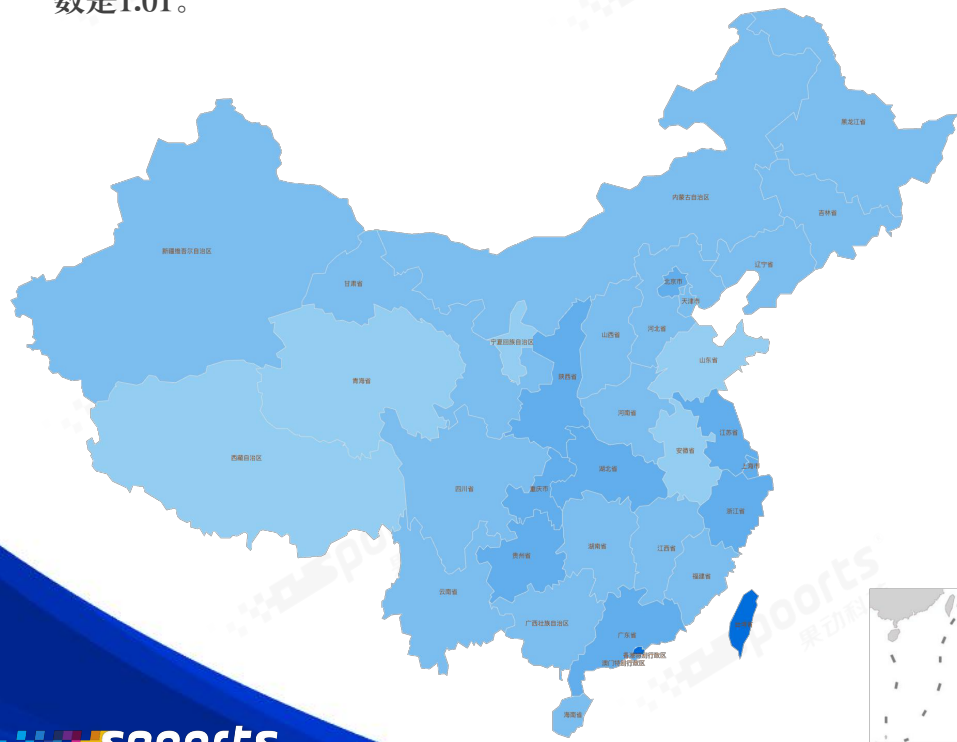 数是1.01。
黑龙江省
内蒙古自治区
吉林省
新疆维吾尔自治区
辽宁省
甘肃省
北京市
天津市
河北省
山西省
宁夏回族自治区
山东省
陕西省
青海省
河南省
江苏省
安徽省
西藏自治区
上海市
湖北省
四川省
重庆市
浙江省
湖南省
江西省
贵州省
福建省
云南省
广西壮族自治区
广东省
香港特别行政区
澳门特别行政区
海南省